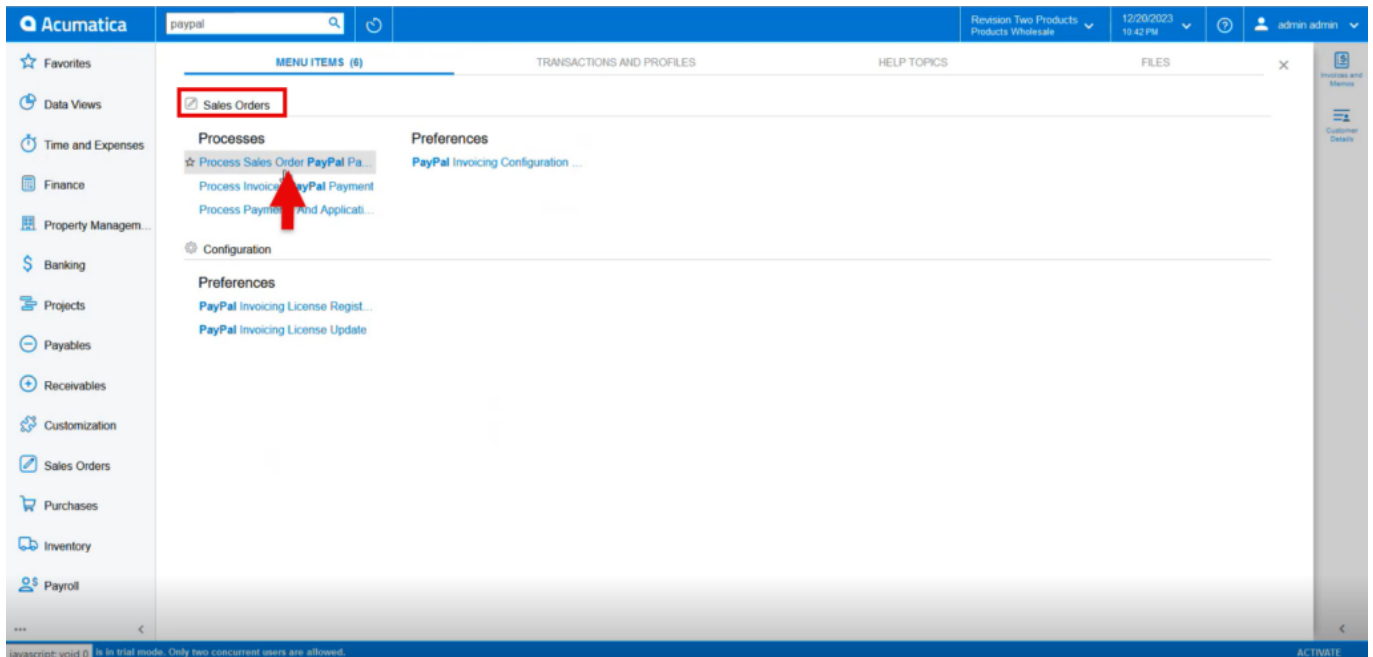 Acumatica
paypal
Revision Two Products
Products Wholesale
12/20/2023
10:42 PM
admin admin
Favorites
Data Views
Time and Expenses
Finance
Property Managem...
Banking
Projects
Payables
Receivables
Customization
Sales Orders
Purchases
Inventory
Payroll
MENU ITEMS (6)
TRANSACTIONS AND PROFILES
HELP TOPICS
FILES
Sales Orders
Processes
Process Sales Order PayPal Pa...
Process Invoice ayPal Payment
Process Payme And Applicati...
Preferences
PayPal Invoicing Configuration ...
Configuration
Preferences
PayPal Invoicing License Regist...
PayPal Invoicing License Update
Invoices and
Memos
Customer
Details
javascript: void 0
is in trial mode. Only two concurrent users are allowed.
ACTIVATE